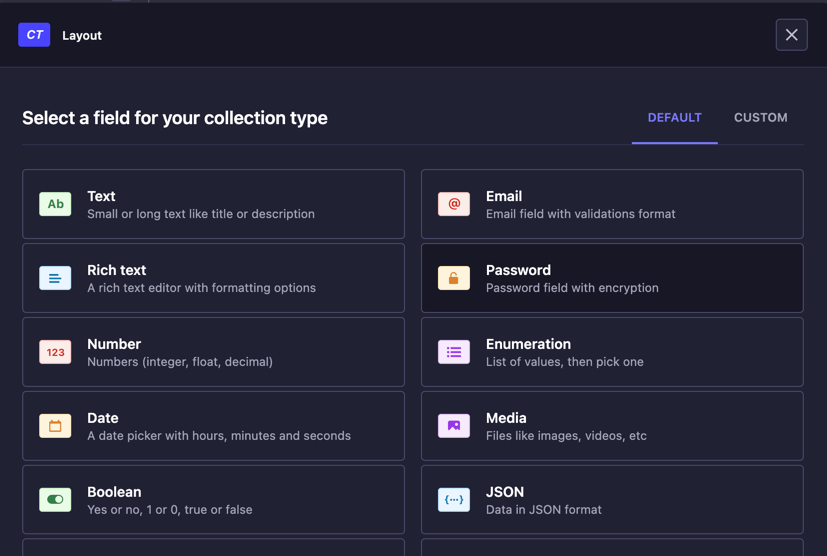 CT Layout
Select a field for your collection type
DEFAULT CUSTOM
Ab
Text
Small or long text like title or description
@
Email
Email field with validations format
Rich text
A rich text editor with formatting options
Password
Password field with encryption
123
Number
Numbers (integer, float, decimal)
Enumeration
List of values, then pick one
Date
A date picker with hours, minutes and seconds
Media
Files like images, videos, etc
Boolean
Yes or no, 1 or 0, true or false
{···}
JSON
Data in JSON format